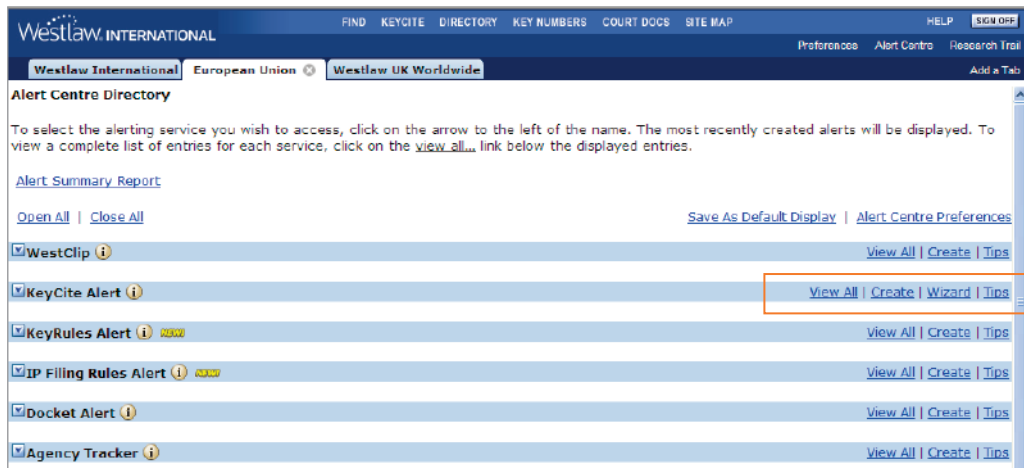 Westlaw. INTERNATIONAL
FIND KEYCITE DIRECTORY KEY NUMBERS COURT DOCS SITE MAP HELP SIGN OFF
Preferences Alert Centre Research Trail
Westlaw International European Union Westlaw UK Worldwide Add a Tab
Alert Centre Directory
To select the alerting service you wish to access, click on the arrow to the left of the name. The most recently created alerts will be displayed. To
view a complete list of entries for each service, click on the view all... link below the displayed entries.
Alert Summary Report
Open All | Close All Save As Default Display | Alert Centre Preferences
WestClip i View All | Create | Tips
KeyCite Alert i View All | Create | Wizard | Tips
KeyRules Alert i NEW! View All | Create | Tips
IP Filing Rules Alert i NEW! View All | Create | Tips
Docket Alert i View All | Create | Tips
Agency Tracker i View All | Create | Tips